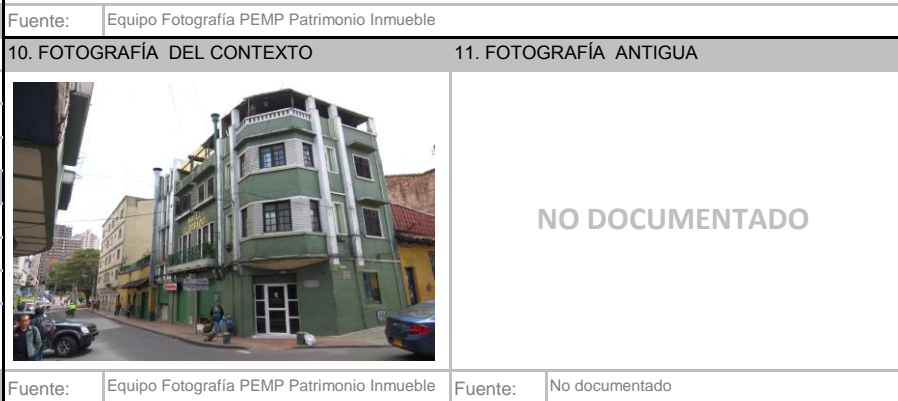 Fuente: Equipo Fotografía PEMP Patrimonio Inmueble
10. FOTOGRAFÍA DEL CONTEXTO
11. FOTOGRAFÍA ANTIGUA
HOTEL
NO DOCUMENTADO
Fuente: Equipo Fotografía PEMP Patrimonio Inmueble
Fuente: No documentado